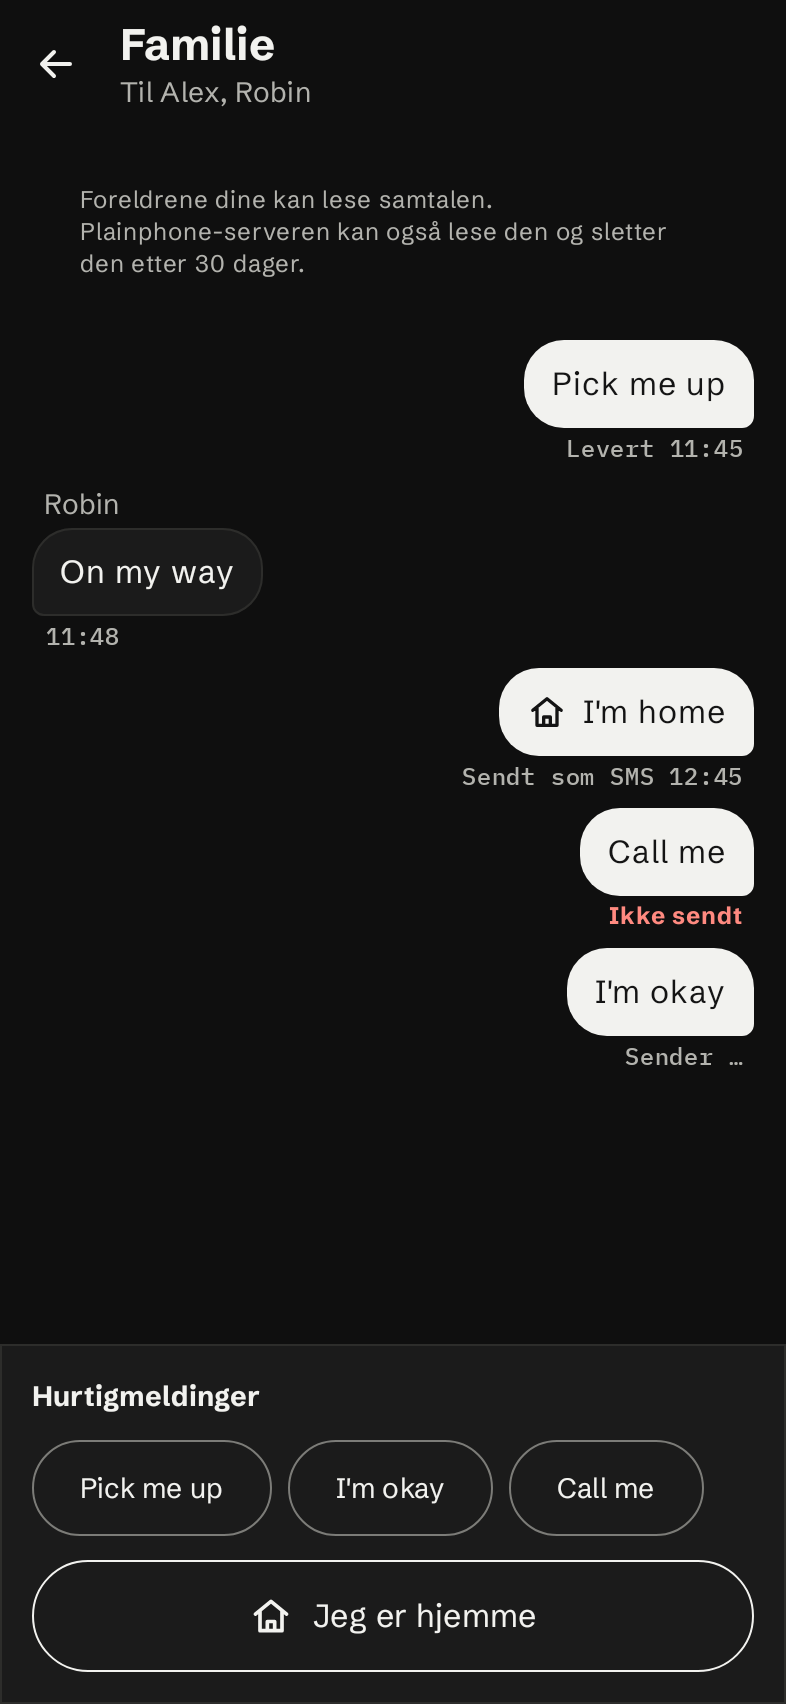 Familie
Til Alex, Robin
Foreldrene dine kan lese samtalen.
Plainphone-serveren kan også lese den og sletter
den etter 30 dager.
Pick me up
Levert 11:45
Robin
On my way
11:48
I'm home
Sendt som SMS 12:45
Call me
Ikke sendt
I'm okay
Sender …
Hurtigmeldinger
Pick me up
I'm okay
Call me
Jeg er hjemme